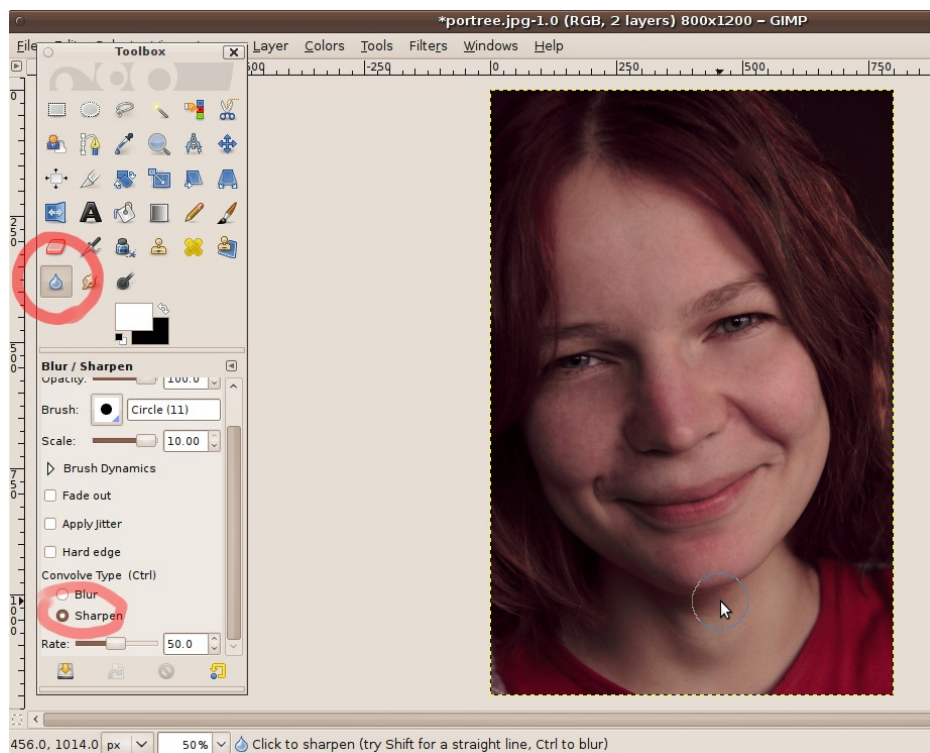 *portree.jpg-1.0 (RGB, 2 layers) 800x1200 – GIMP
Layer Colors Tools Filters Windows Help
Toolbox
-250 0 250 500 750
Blur / Sharpen
Opacity: 100.0
Brush: Circle (11)
Scale: 10.00
Brush Dynamics
Fade out
Apply Jitter
Hard edge
Convolve Type (Ctrl)
Blur
Sharpen
Rate: 50.0
456.0, 1014.0 px 50% Click to sharpen (try Shift for a straight line, Ctrl to blur)